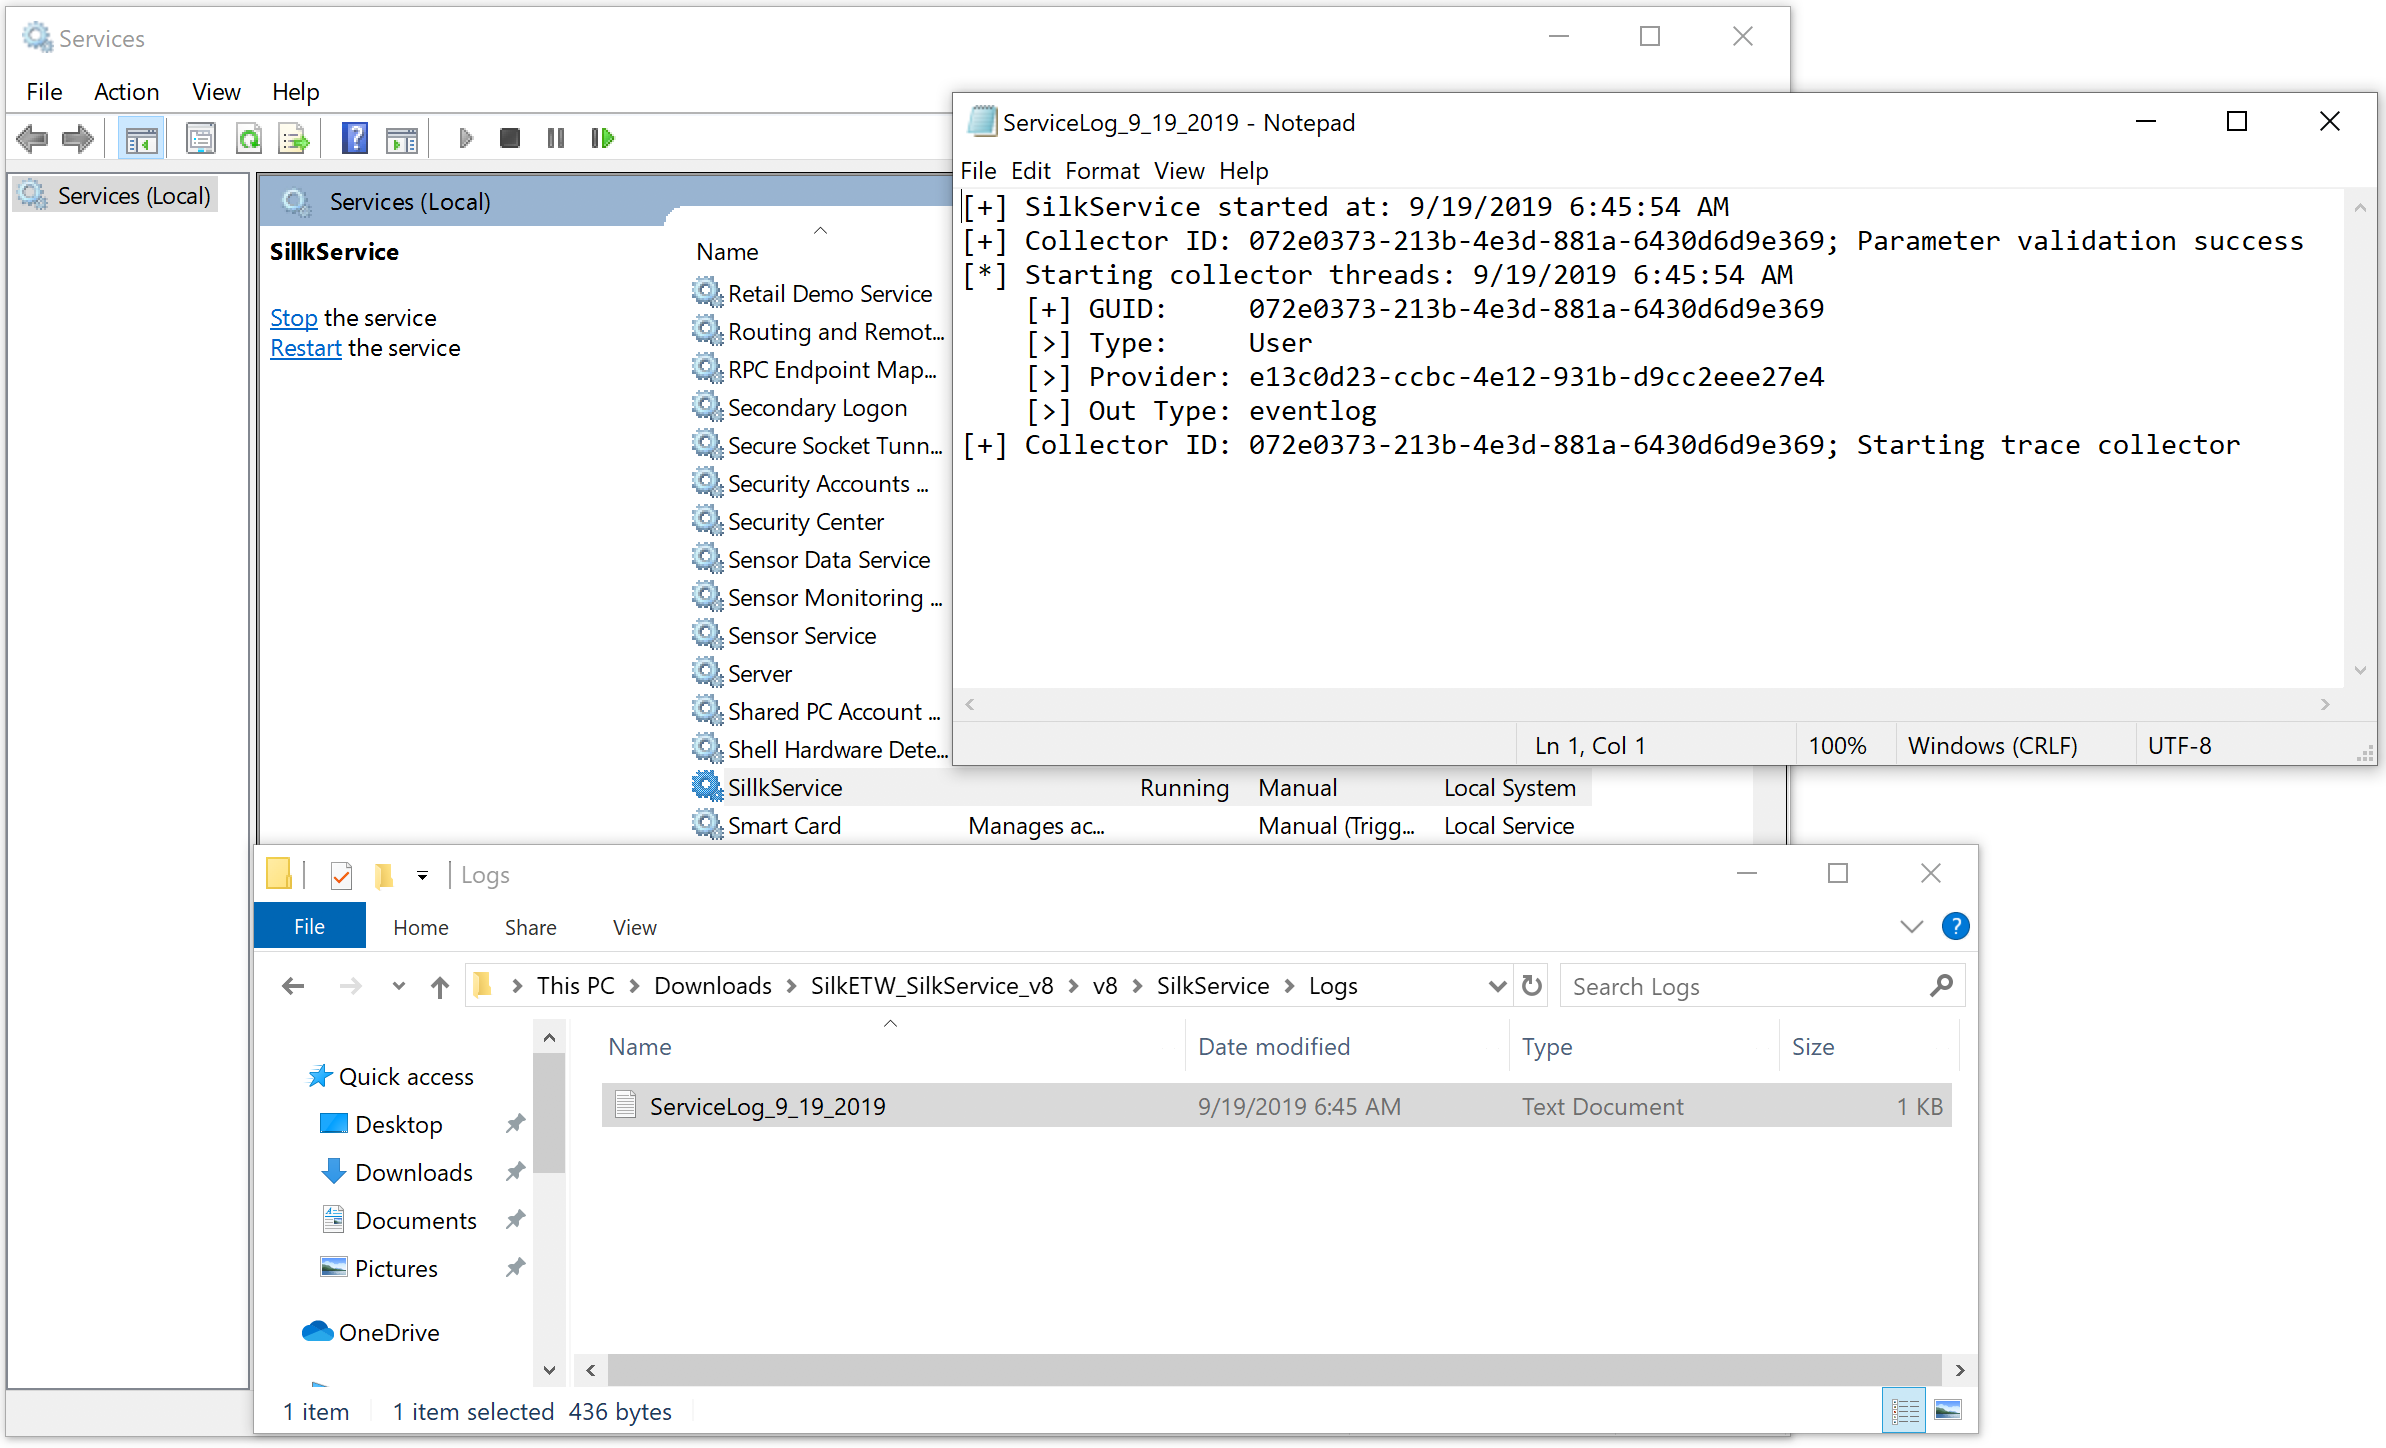 Services
File Action View Help
Services (Local)
Services (Local)
SillkService
Stop the service
Restart the service
Name
Retail Demo Service
Routing and Remot...
RPC Endpoint Map...
Secondary Logon
Secure Socket Tunn...
Security Accounts ...
Security Center
Sensor Data Service
Sensor Monitoring ...
Sensor Service
Server
Shared PC Account ...
Shell Hardware Dete...
SillkService Running Manual Local System
Smart Card Manages ac... Manual (Trigg... Local Service
ServiceLog_9_19_2019 - Notepad
File Edit Format View Help
[+] SilkService started at: 9/19/2019 6:45:54 AM
[+] Collector ID: 072e0373-213b-4e3d-881a-6430d6d9e369; Parameter validation success
[*] Starting collector threads: 9/19/2019 6:45:54 AM
[+] GUID: 072e0373-213b-4e3d-881a-6430d6d9e369
[>] Type: User
[>] Provider: e13c0d23-ccbc-4e12-931b-d9cc2eee27e4
[>] Out Type: eventlog
[+] Collector ID: 072e0373-213b-4e3d-881a-6430d6d9e369; Starting trace collector
Ln 1, Col 1 100% Windows (CRLF) UTF-8
Logs
File Home Share View
This PC > Downloads > SilkETW_SilkService_v8 > v8 > SilkService > Logs
Search Logs
Name Date modified Type Size
ServiceLog_9_19_2019 9/19/2019 6:45 AM Text Document 1 KB
Quick access
Desktop
Downloads
Documents
Pictures
OneDrive
1 item 1 item selected 436 bytes